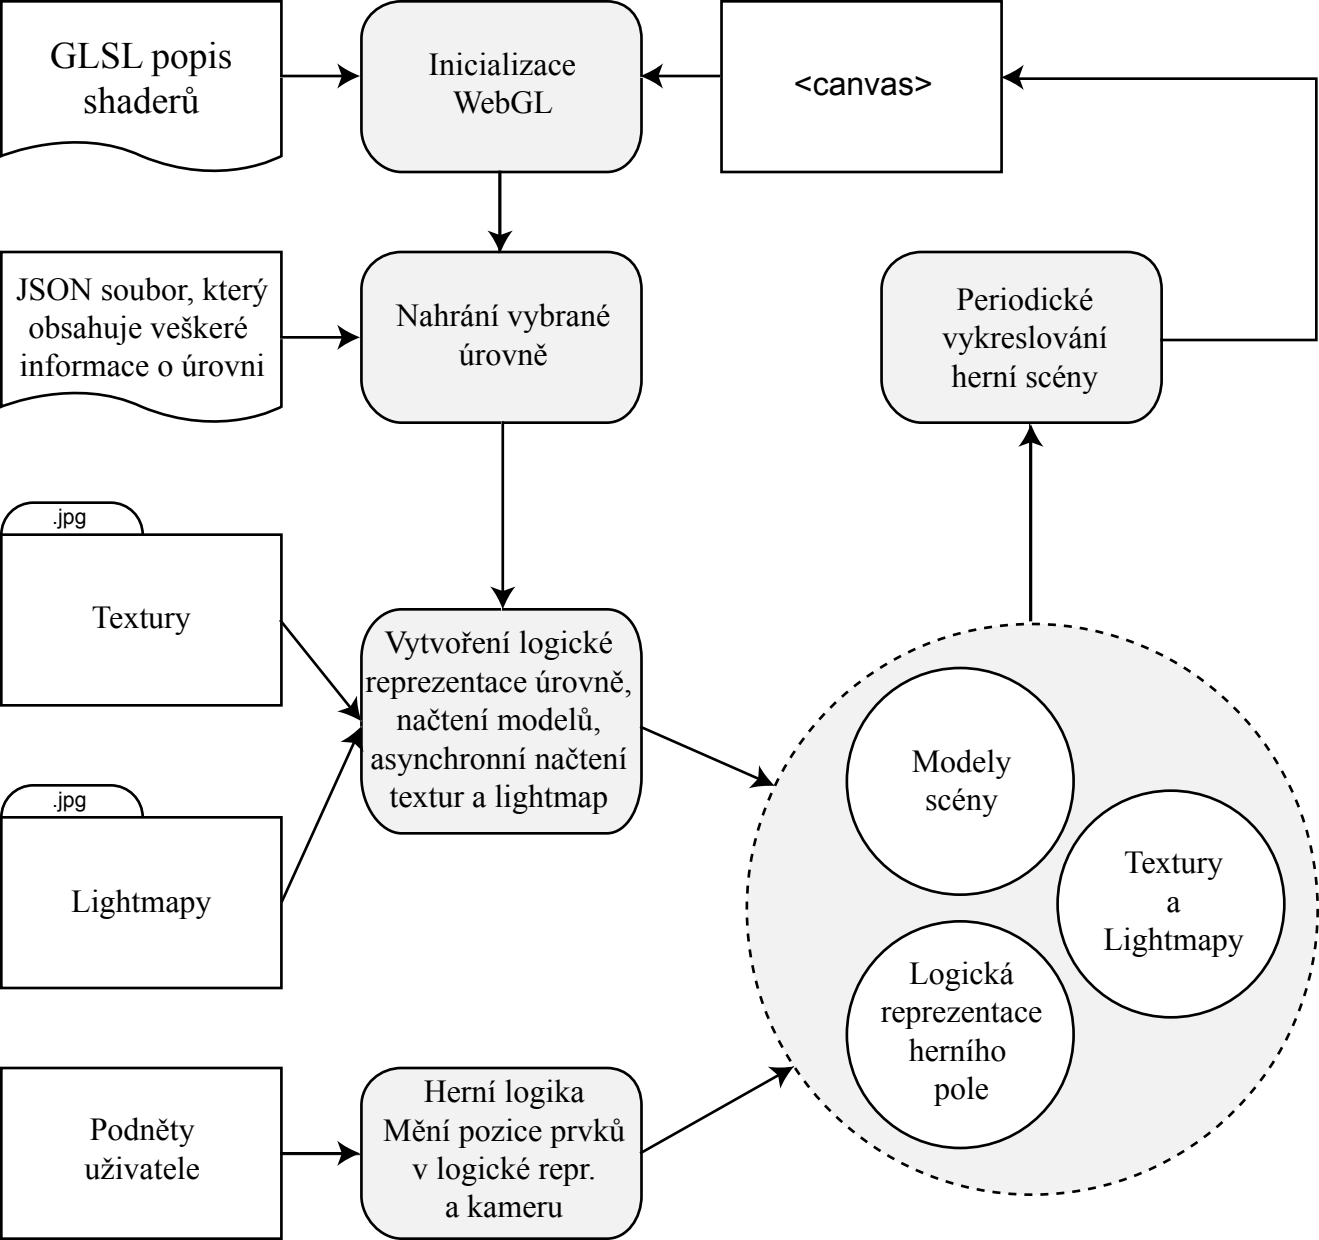 GLSL popis
shaderů
Inicializace
WebGL
<canvas>
JSON soubor, který
obsahuje veškeré
informace o úrovni
Nahrání vybrané
úrovně
Periodické
vykreslování
herní scény
.jpg
Textury
Vytvoření logické
reprezentace úrovně,
načtení modelů,
asynchronní načtení
textur a lightmap
.jpg
Lightmapy
Modely
scény
Textury
a
Lightmapy
Logická
reprezentace
herního
pole
Podněty
uživatele
Herní logika
Mění pozice prvků
v logické repr.
a kameru